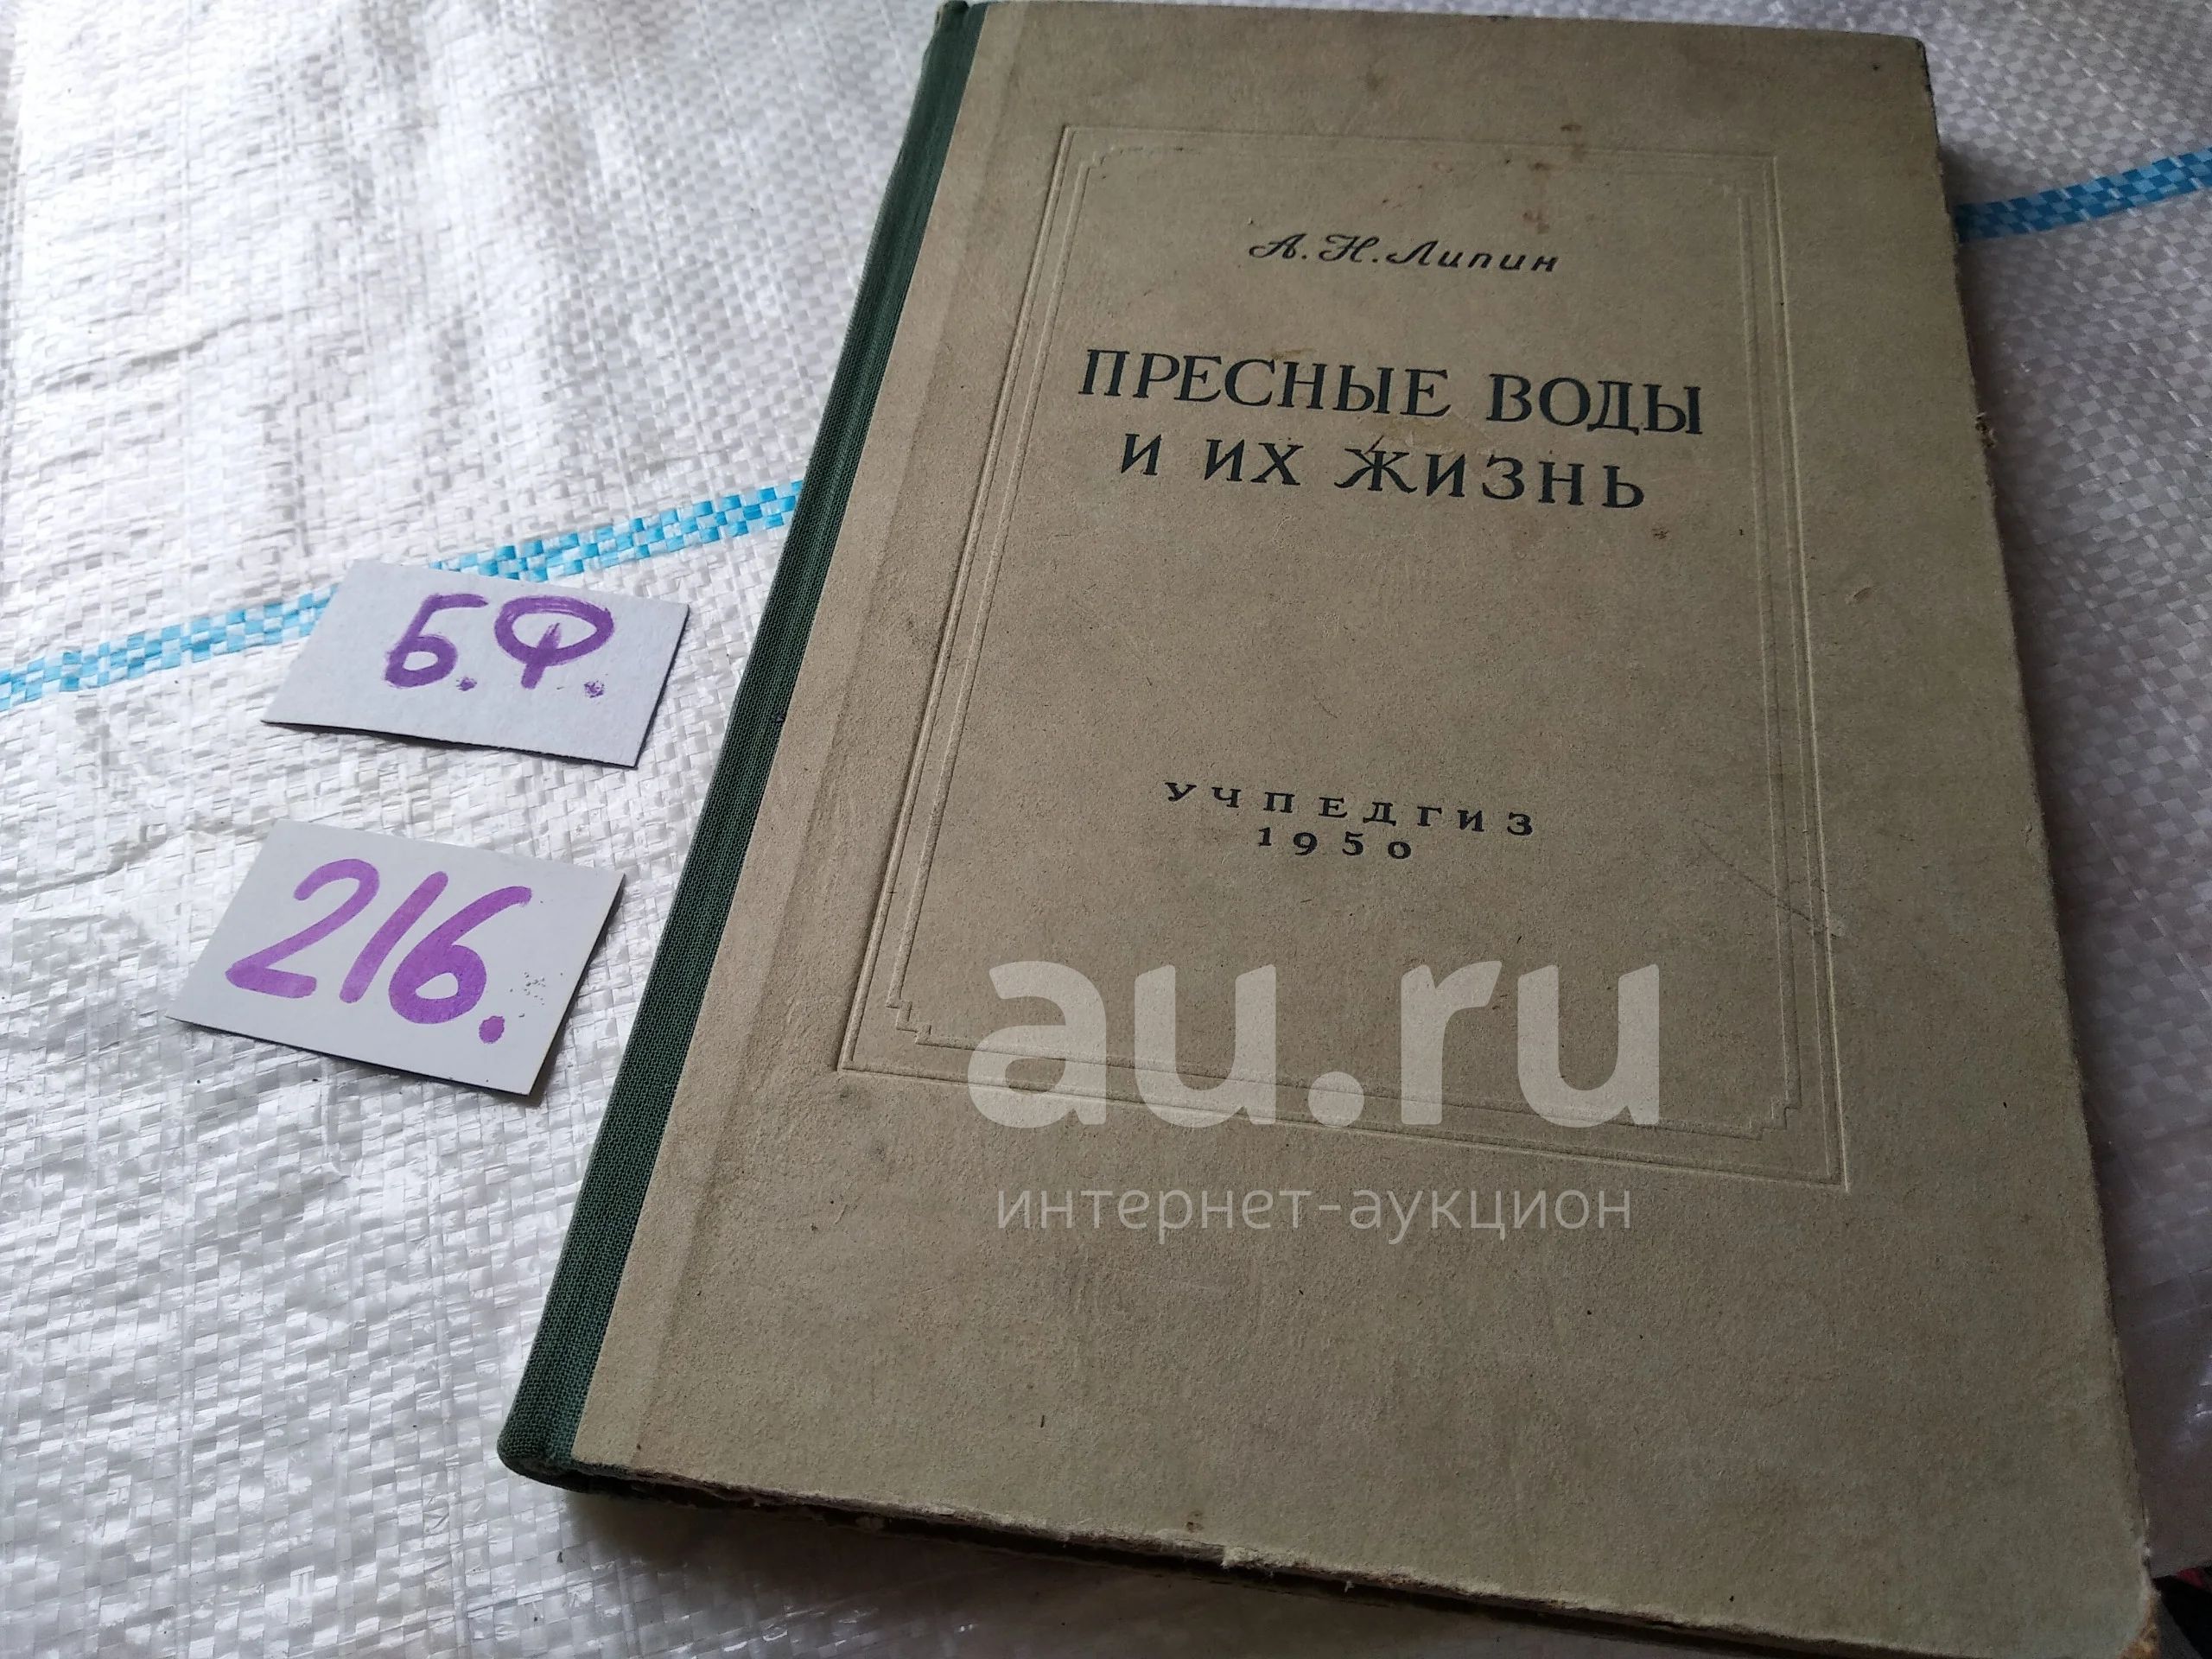 А. Н. Липин
ПРЕСНЫЕ ВОДЫ
И ИХ ЖИЗНЬ
УЧПЕДГИЗ
1950
Б.Ф.
216.
au.ru
интернет-аукцион